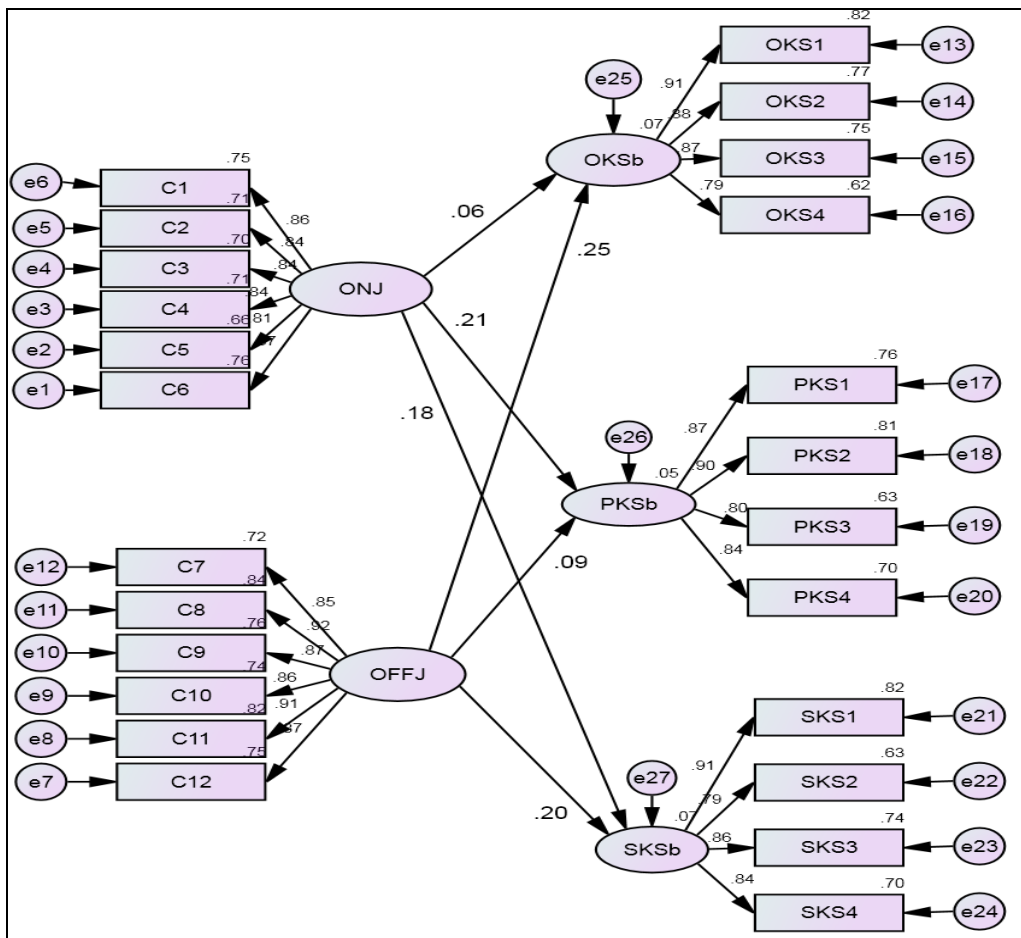 .82
OKS1
e13
e25
.91
.77
OKS2
e14
.88
.07
.75
OKSb
.87
OKS3
e15
.79
.62
OKS4
e16
.75
e6
C1
.71
.86
e5
C2
.70
.84
.06
.25
e4
C3
.84
.71
ONJ
e3
C4
.84
.66
.81
.21
e2
C5
.76
e1
C6
.18
.76
PKS1
e17
.87
e26
.81
PKS2
e18
.90
.05
PKSb
.63
.80
PKS3
e19
.84
.09
.70
PKS4
e20
.72
e12
C7
.84
.85
e11
C8
.76
.92
e10
C9
.87
.74
OFFJ
e9
C10
.86
.82
.91
e8
C11
.75
.87
e7
C12
.20
.82
SKS1
e21
.91
e27
.63
SKS2
e22
.79
.07
.74
.86
SKSb
SKS3
e23
.84
.70
SKS4
e24